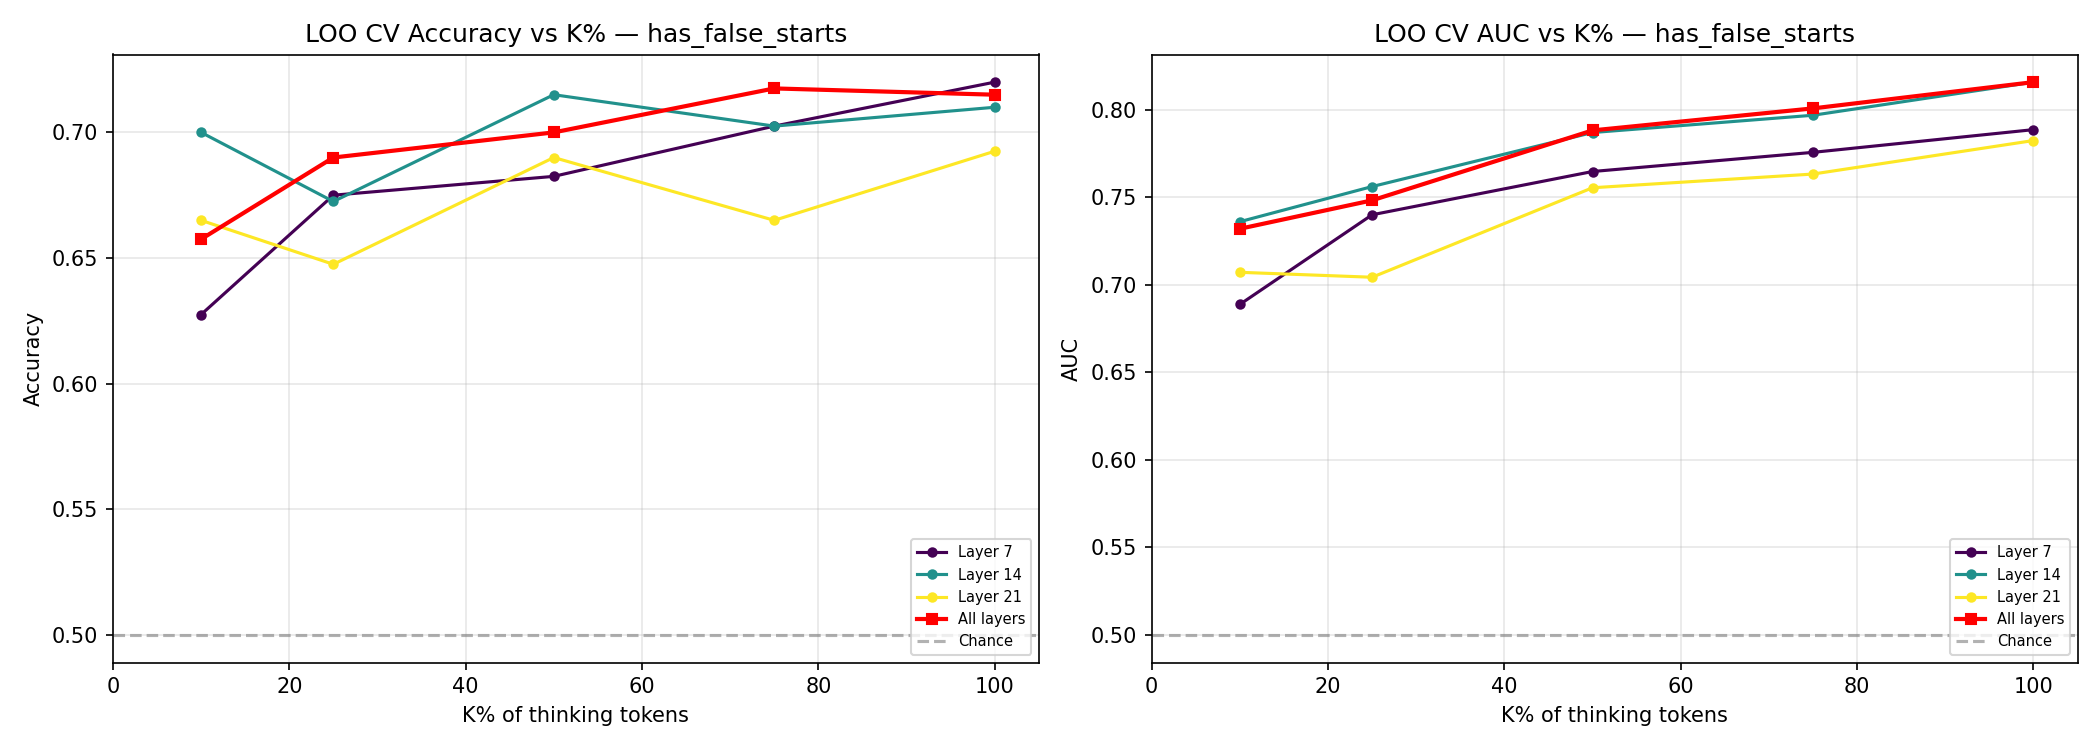 LOO CV Accuracy vs K% — has_false_starts
Accuracy
0.70
0.65
0.60
0.55
0.50
0
20
40
60
80
100
K% of thinking tokens
Layer 7
Layer 14
Layer 21
All layers
Chance
LOO CV AUC vs K% — has_false_starts
AUC
0.80
0.75
0.70
0.65
0.60
0.55
0.50
0
20
40
60
80
100
K% of thinking tokens
Layer 7
Layer 14
Layer 21
All layers
Chance